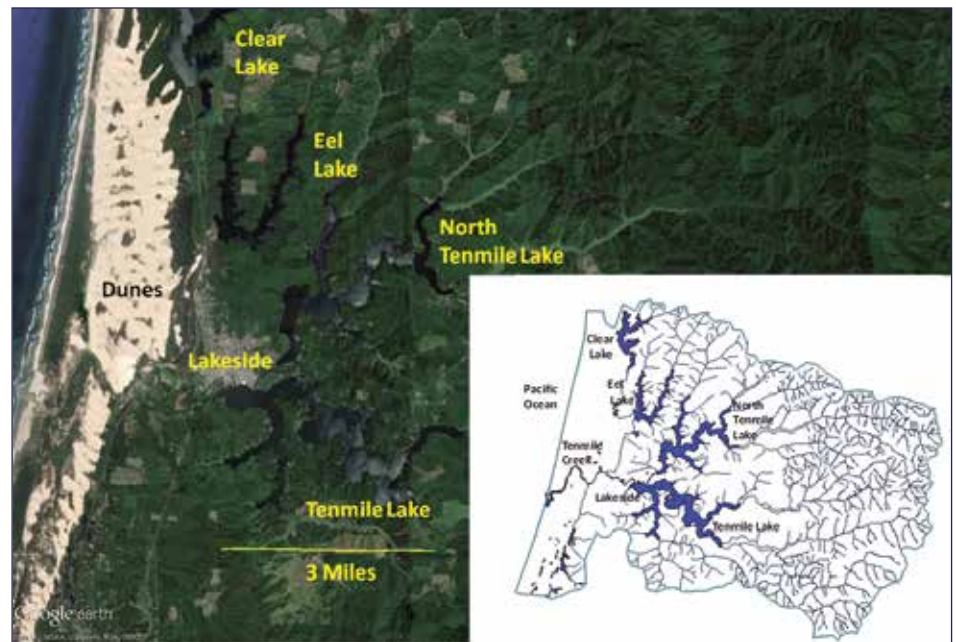 Clear
Lake
Eel
Lake
North
Tenmile Lake
Dunes
Lakeside
Tenmile Lake
3 Miles
Google earth
Clear
Lake
Pacific
Ocean
Eel
Lake
North
Tenmile
Lake
Tenmile
Creek
Lakeside
Tenmile Lake